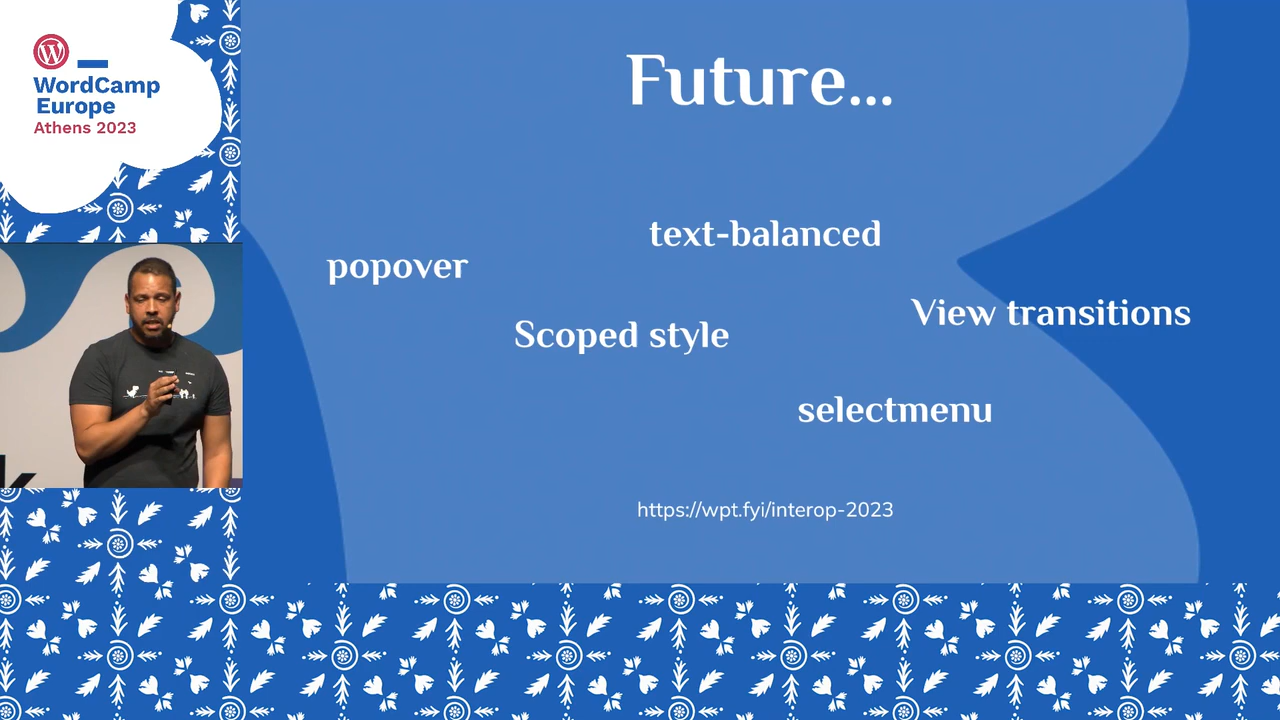 WordCamp
Europe
Athens 2023
Future...
text-balanced
popover
View transitions
Scoped style
selectmenu
https://wpt.fyi/interop-2023
k